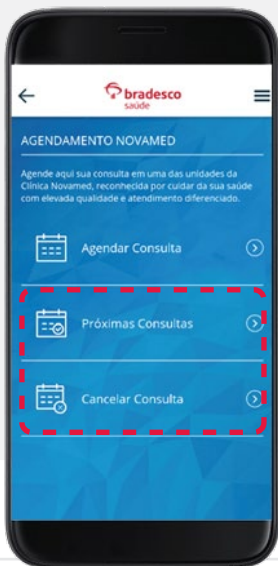 bradesco
saúde
AGENDAMENTO NOVAMED
Agende aqui sua consulta em uma das unidades da
Clínica Novamed, reconhecida por cuidar da sua saúde
com elevada qualidade e atendimento diferenciado.
Agendar Consulta
Próximas Consultas
Cancelar Consulta